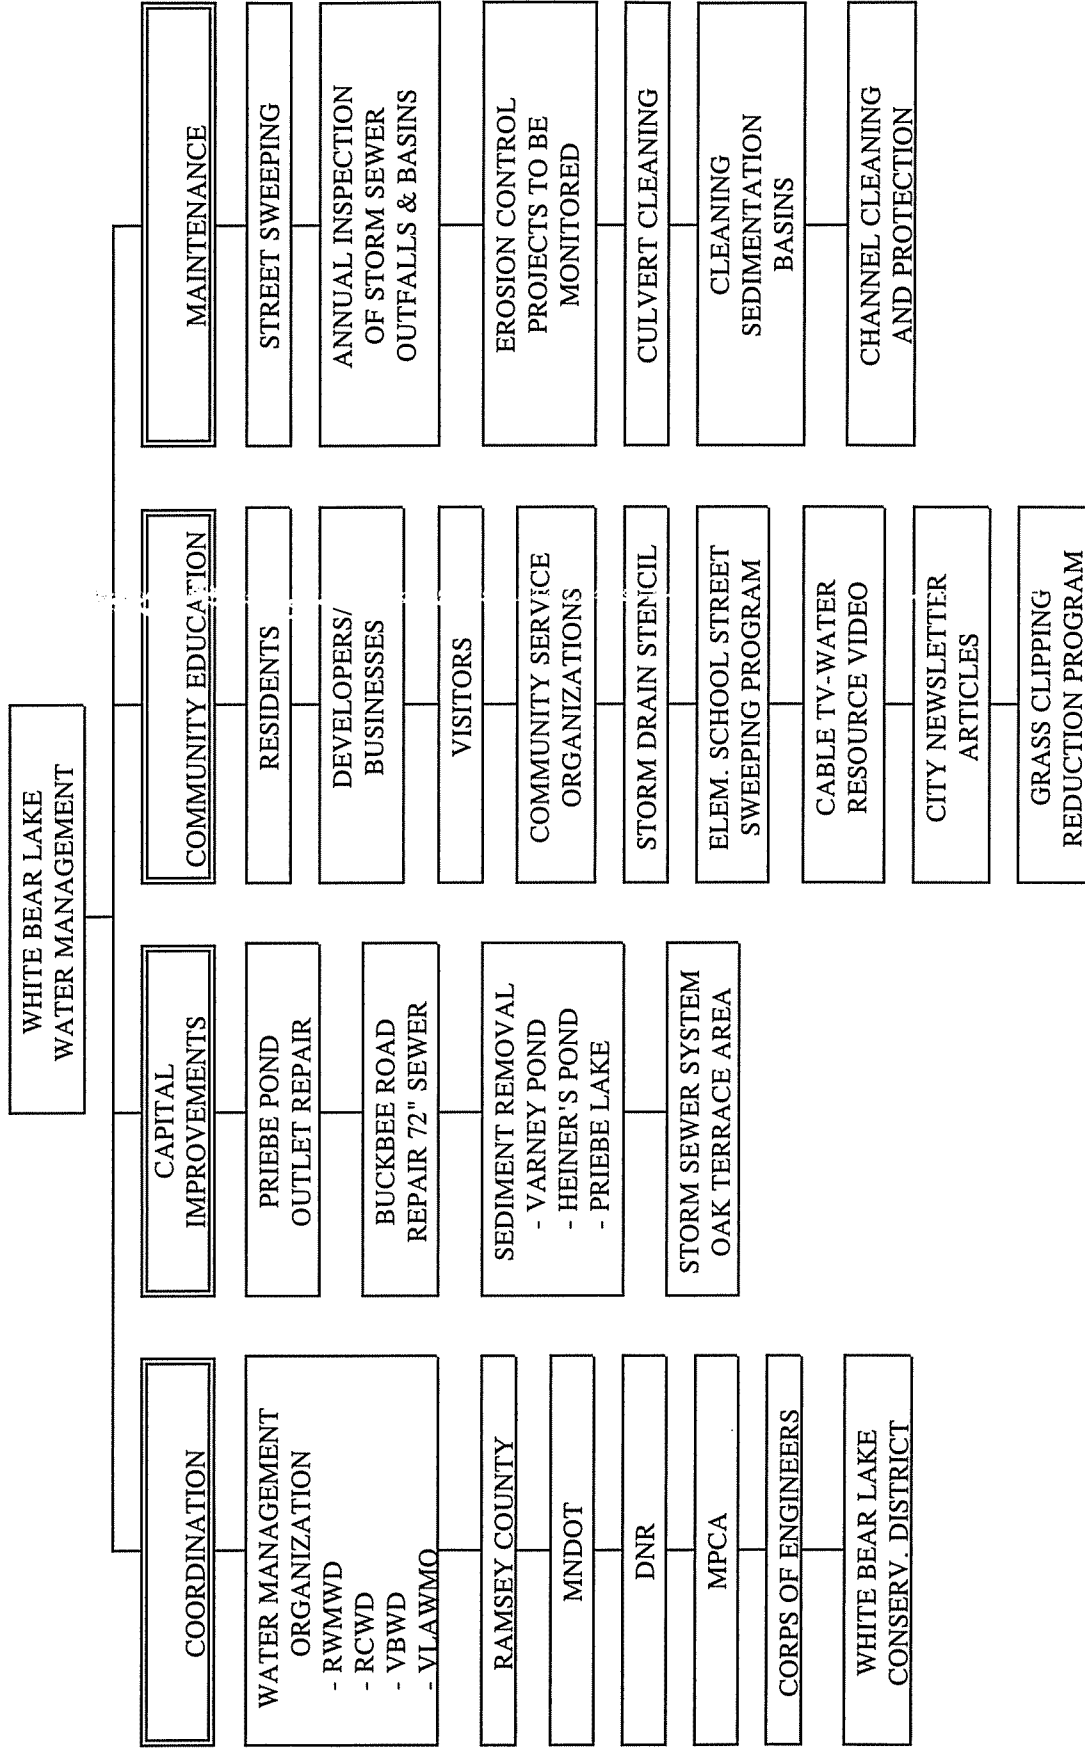 WHITE BEAR LAKE
WATER MANAGEMENT
COORDINATION
WATER MANAGEMENT
ORGANIZATION
- RWMWD
- RCWD
- VBWD
- VLAWMO
RAMSEY COUNTY
MNDOT
DNR
MPCA
CORPS OF ENGINEERS
WHITE BEAR LAKE
CONSERV. DISTRICT
CAPITAL
IMPROVEMENTS
PRIEBE POND
OUTLET REPAIR
BUCKBEE ROAD
REPAIR 72" SEWER
SEDIMENT REMOVAL
- VARNEY POND
- HEINER'S POND
- PRIEBE LAKE
STORM SEWER SYSTEM
OAK TERRACE AREA
COMMUNITY EDUCATION
RESIDENTS
DEVELOPERS/
BUSINESSES
VISITORS
COMMUNITY SERVICE
ORGANIZATIONS
STORM DRAIN STENCIL
ELEM. SCHOOL STREET
SWEEPING PROGRAM
CABLE TV-WATER
RESOURCE VIDEO
CITY NEWSLETTER
ARTICLES
GRASS CLIPPING
REDUCTION PROGRAM
MAINTENANCE
STREET SWEEPING
ANNUAL INSPECTION
OF STORM SEWER
OUTFALLS & BASINS
EROSION CONTROL
PROJECTS TO BE
MONITORED
CULVERT CLEANING
CLEANING
SEDIMENTATION
BASINS
CHANNEL CLEANING
AND PROTECTION